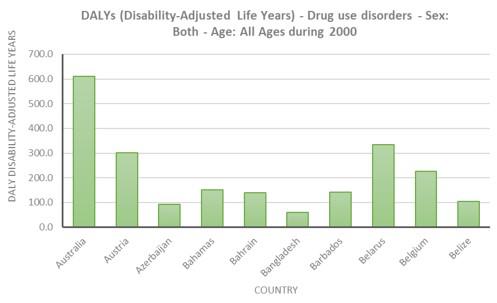 DALYs (Disability-Adjusted Life Years) - Drug use disorders - Sex:
Both - Age: All Ages during 2000
DALY DISABILITY-ADJUSTED LIFE YEARS
700.0
600.0
500.0
400.0
300.0
200.0
100.0
0.0
Australia
Austria
Azerbaijan
Bahamas
Bahrain
Bangladesh
Barbados
Belarus
Belgium
Belize
COUNTRY